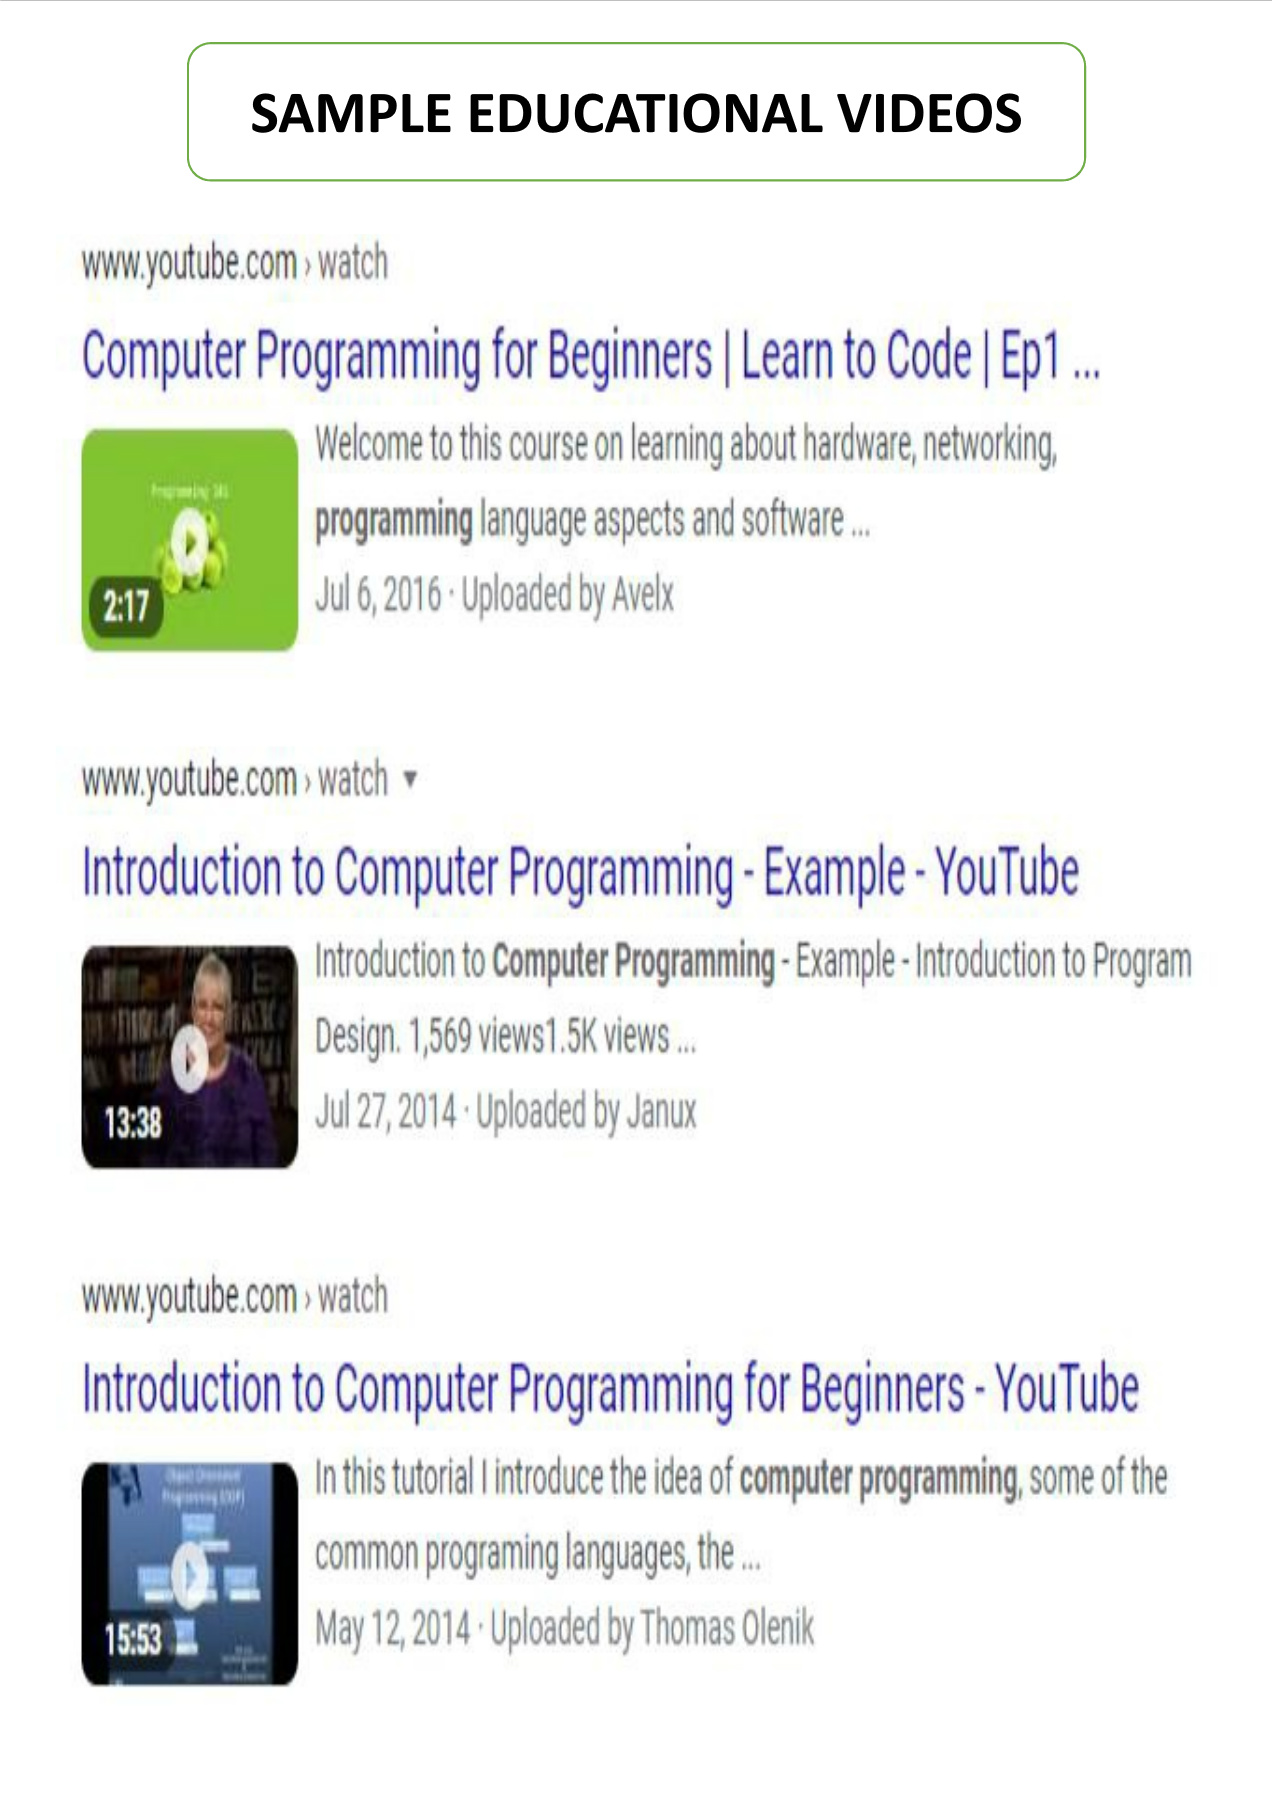 SAMPLE EDUCATIONAL VIDEOS
www.youtube.com › watch
Computer Programming for Beginners | Learn to Code | Ep1 ...
Welcome to this course on learning about hardware, networking,
programming language aspects and software ...
Jul 6, 2016 · Uploaded by Avelx
Programming 101
2:17
www.youtube.com › watch ▼
Introduction to Computer Programming - Example - YouTube
Introduction to Computer Programming - Example - Introduction to Program
Design. 1,569 views1.5K views ...
Jul 27, 2014 · Uploaded by Janux
13:38
www.youtube.com › watch
Introduction to Computer Programming for Beginners - YouTube
In this tutorial I introduce the idea of computer programming, some of the
common programing languages, the ...
May 12, 2014 · Uploaded by Thomas Olenik
Object Orientated
Programming (OOP)
15:53